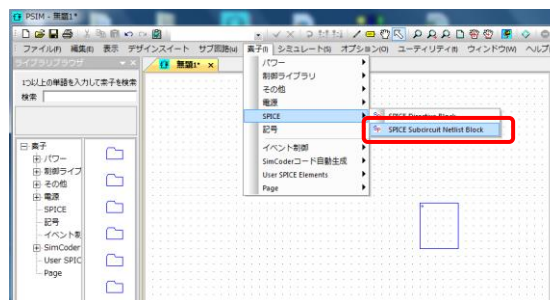 PSIM - 無題1*
ファイル(F) 編集(E) 表示 デザインスイート サブ回路(M) 素子(I) シミュレート(S) オプション(O) ユーティリティ(R) ウィンドウ(W) ヘルプ
ライブラリブラウザ
無題1* ×
1つ以上の単語を入力して素子を検索
検索
素子
パワー
制御ライブ
その他
電源
SPICE
記号
イベント制
SimCoder
User SPIC
Page
パワー
制御ライブラリ
その他
電源
SPICE
記号
イベント制御
SimCoderコード自動生成
User SPICE Elements
Page
SPICE Directive Block
SPICE Subcircuit Netlist Block